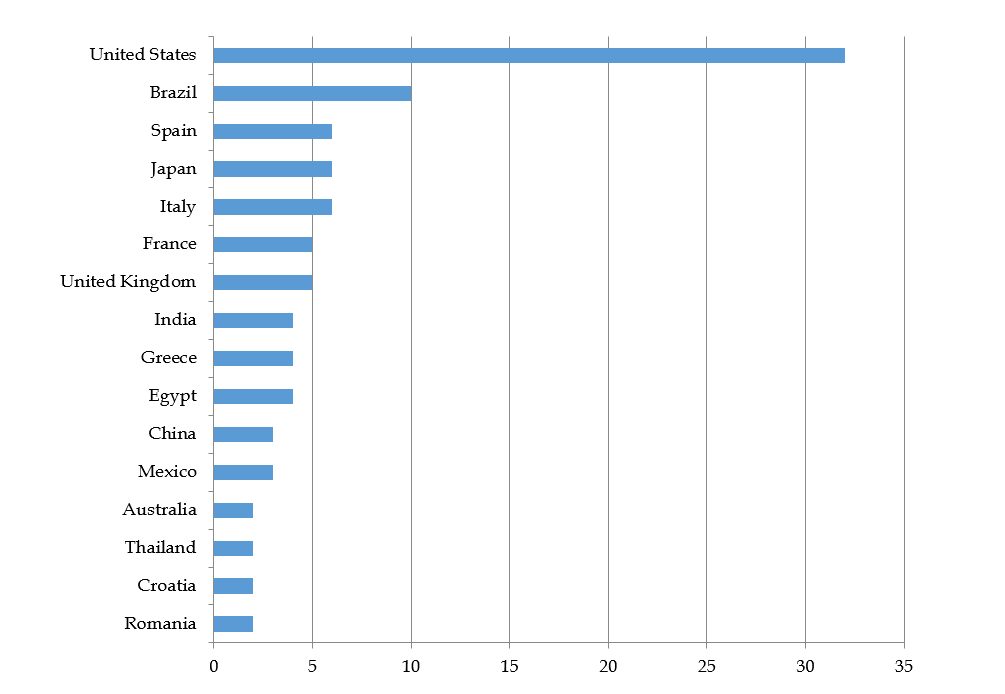 United States
Brazil
Spain
Japan
Italy
France
United Kingdom
India
Greece
Egypt
China
Mexico
Australia
Thailand
Croatia
Romania
0 5 10 15 20 25 30 35